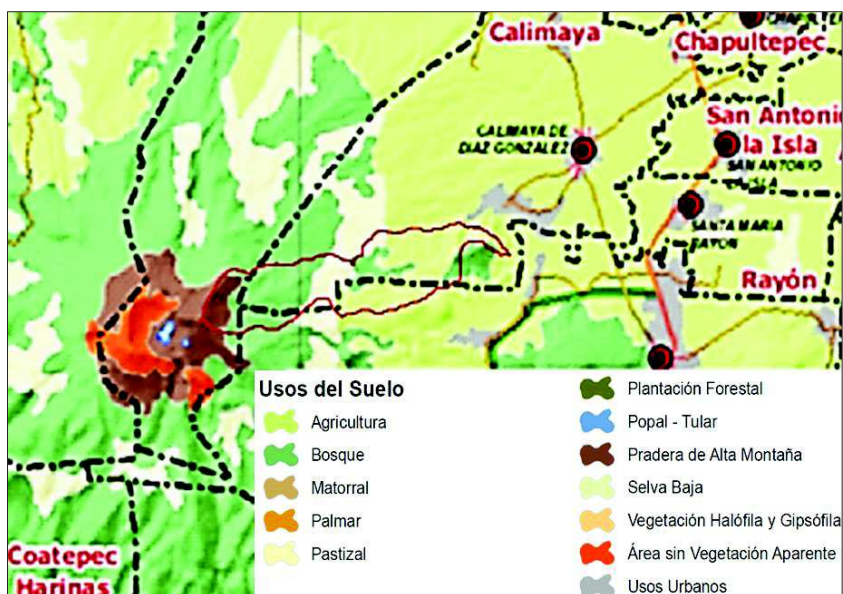 Calimaya
Chapultepec
CALIMAYA DE
DIAZ GONZALEZ
San Antonio
la Isla
SAN ANTONIO
SANTA MARIA
RAYON
Rayón
Usos del Suelo
Agricultura
Bosque
Matorral
Palmar
Pastizal
Plantación Forestal
Popal - Tular
Pradera de Alta Montaña
Selva Baja
Vegetación Halófila y Gipsófila
Área sin Vegetación Aparente
Usos Urbanos
Coatepec
Harinas